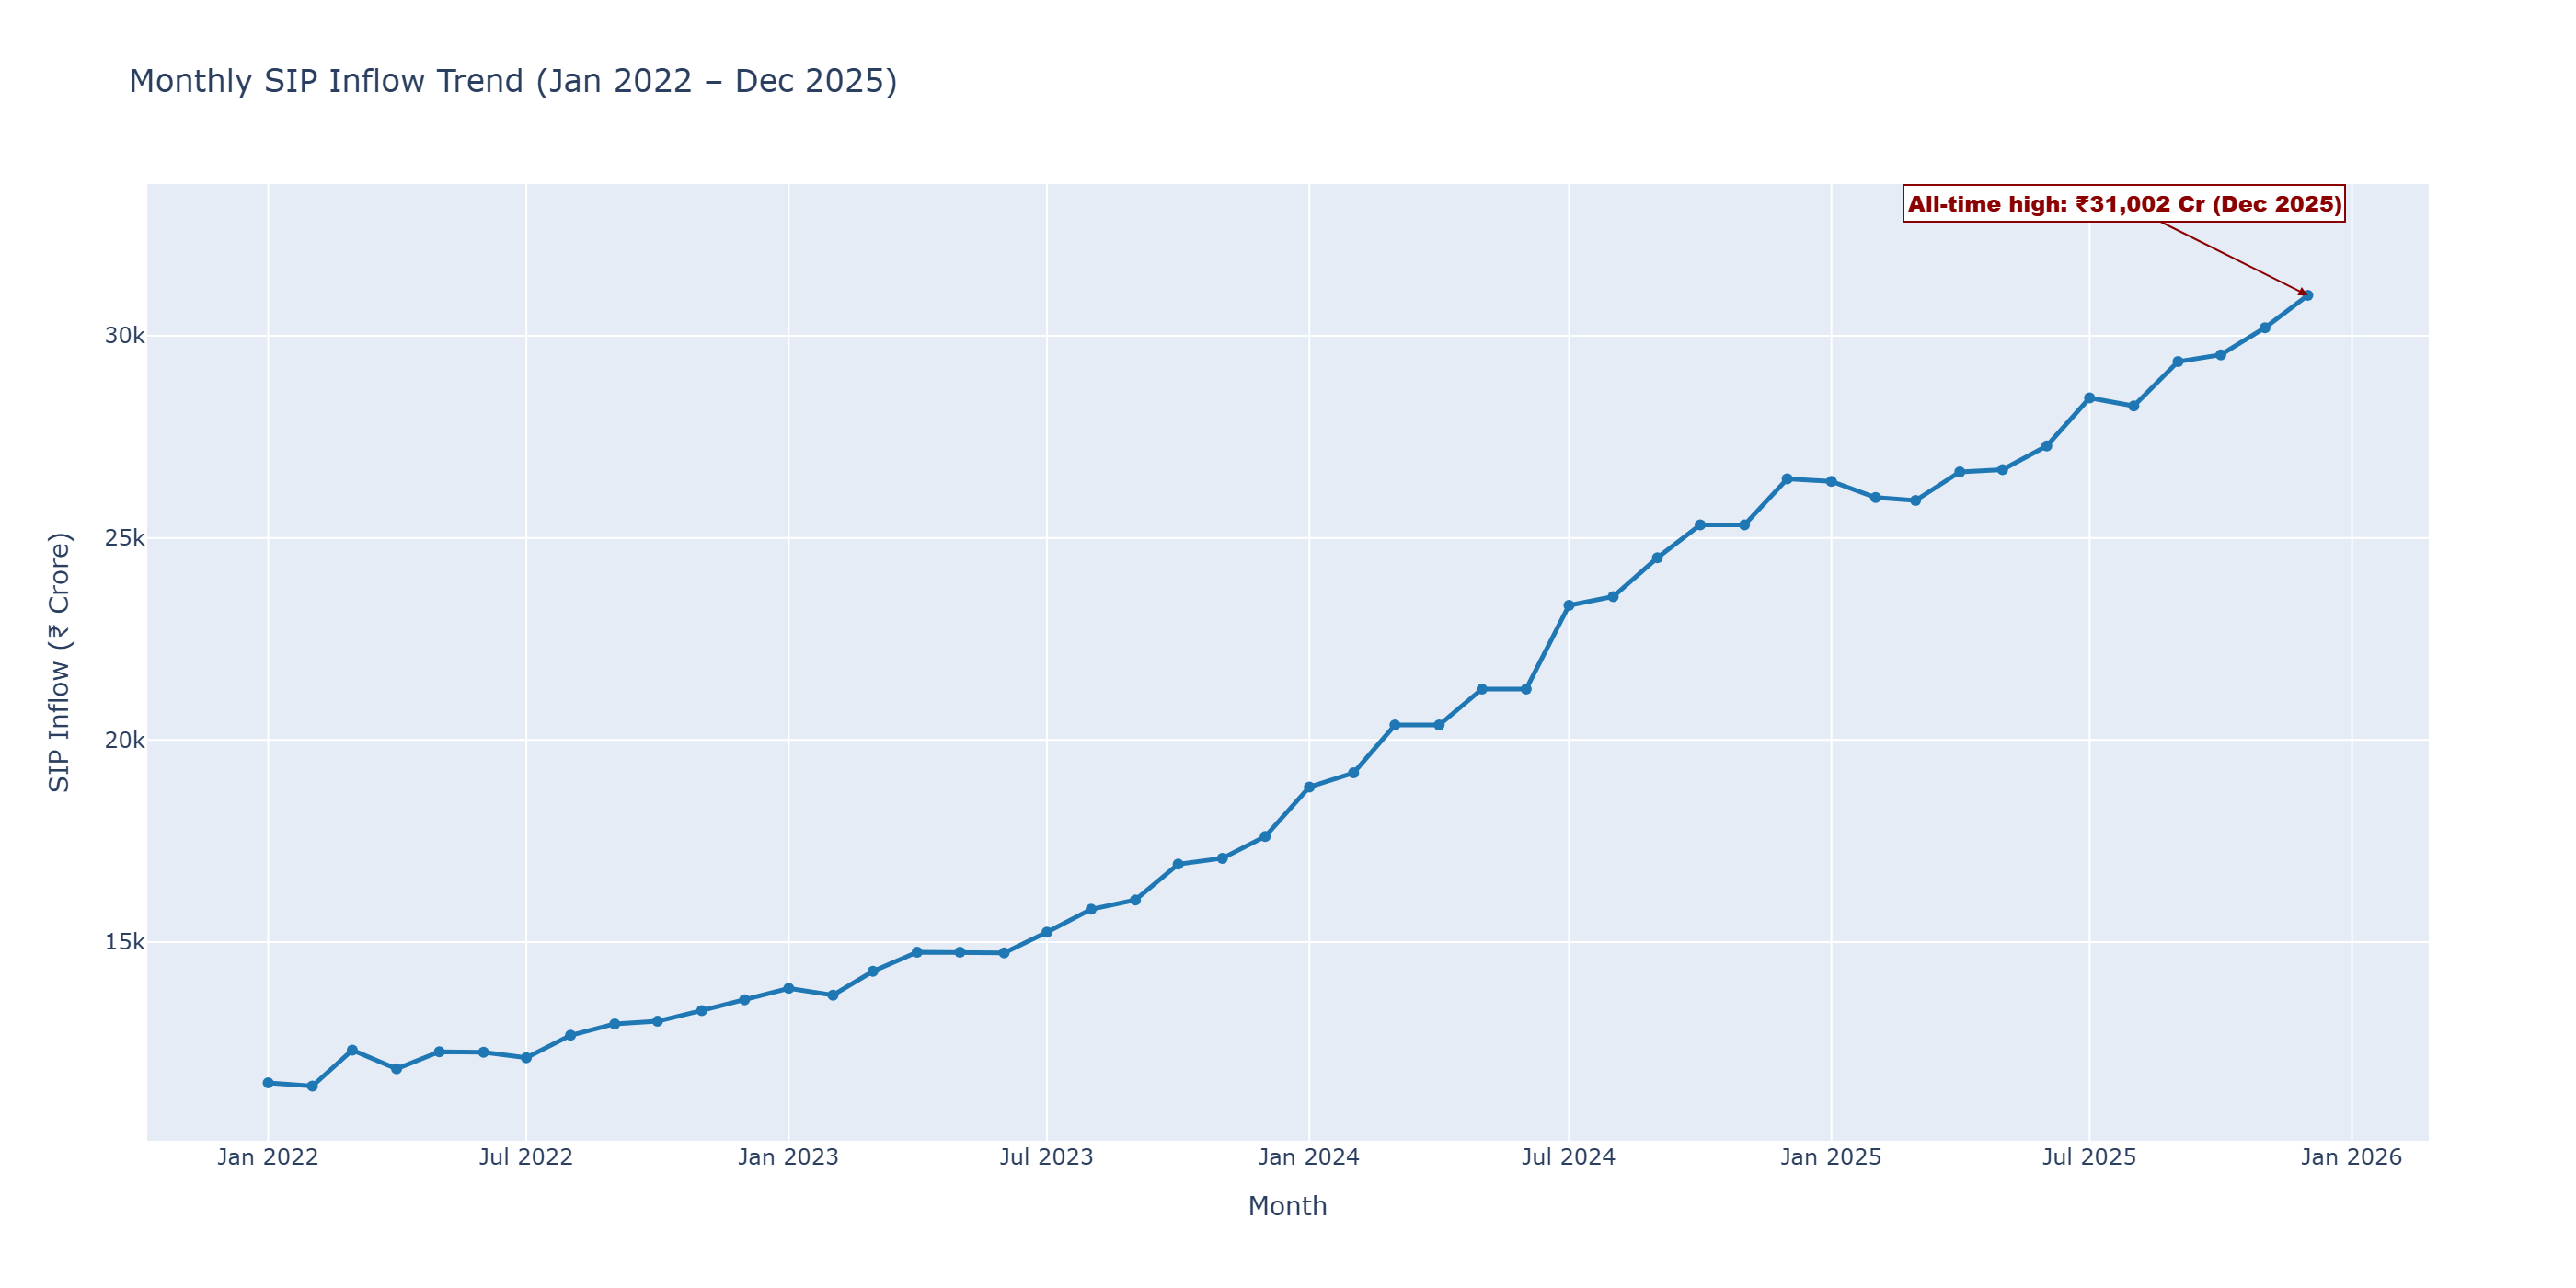 Monthly SIP Inflow Trend (Jan 2022 – Dec 2025)
All-time high: ₹31,002 Cr (Dec 2025)
30k
25k
20k
15k
SIP Inflow (₹ Crore)
Jan 2022 Jul 2022 Jan 2023 Jul 2023 Jan 2024 Jul 2024 Jan 2025 Jul 2025 Jan 2026
Month